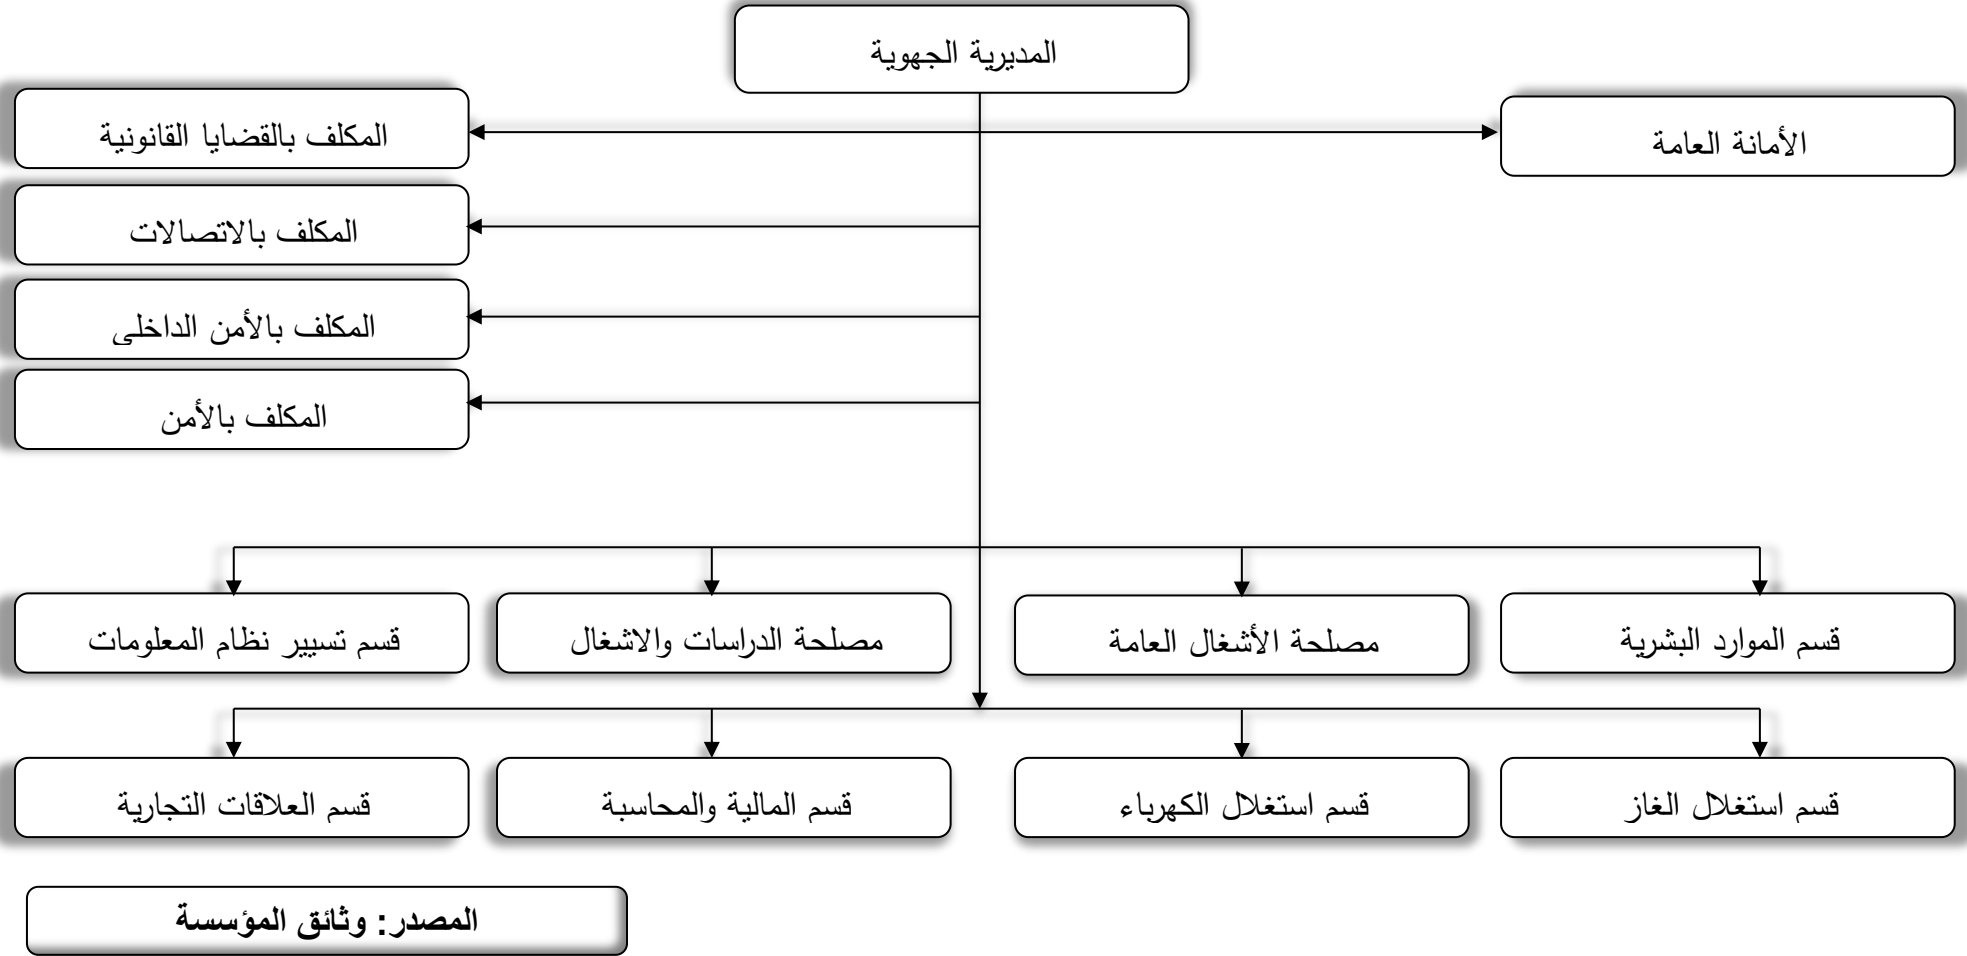 المديرية الجهوية
الأمانة العامة
المكلف بالقضايا القانونية
المكلف بالاتصالات
المكلف بالأمن الداخلي
المكلف بالأمن
قسم الموارد البشرية
مصلحة الأشغال العامة
مصلحة الدراسات والاشغال
قسم تسيير نظام المعلومات
قسم استغلال الغاز
قسم استغلال الكهرباء
قسم المالية والمحاسبة
قسم العلاقات التجارية
المصدر: وثائق المؤسسة